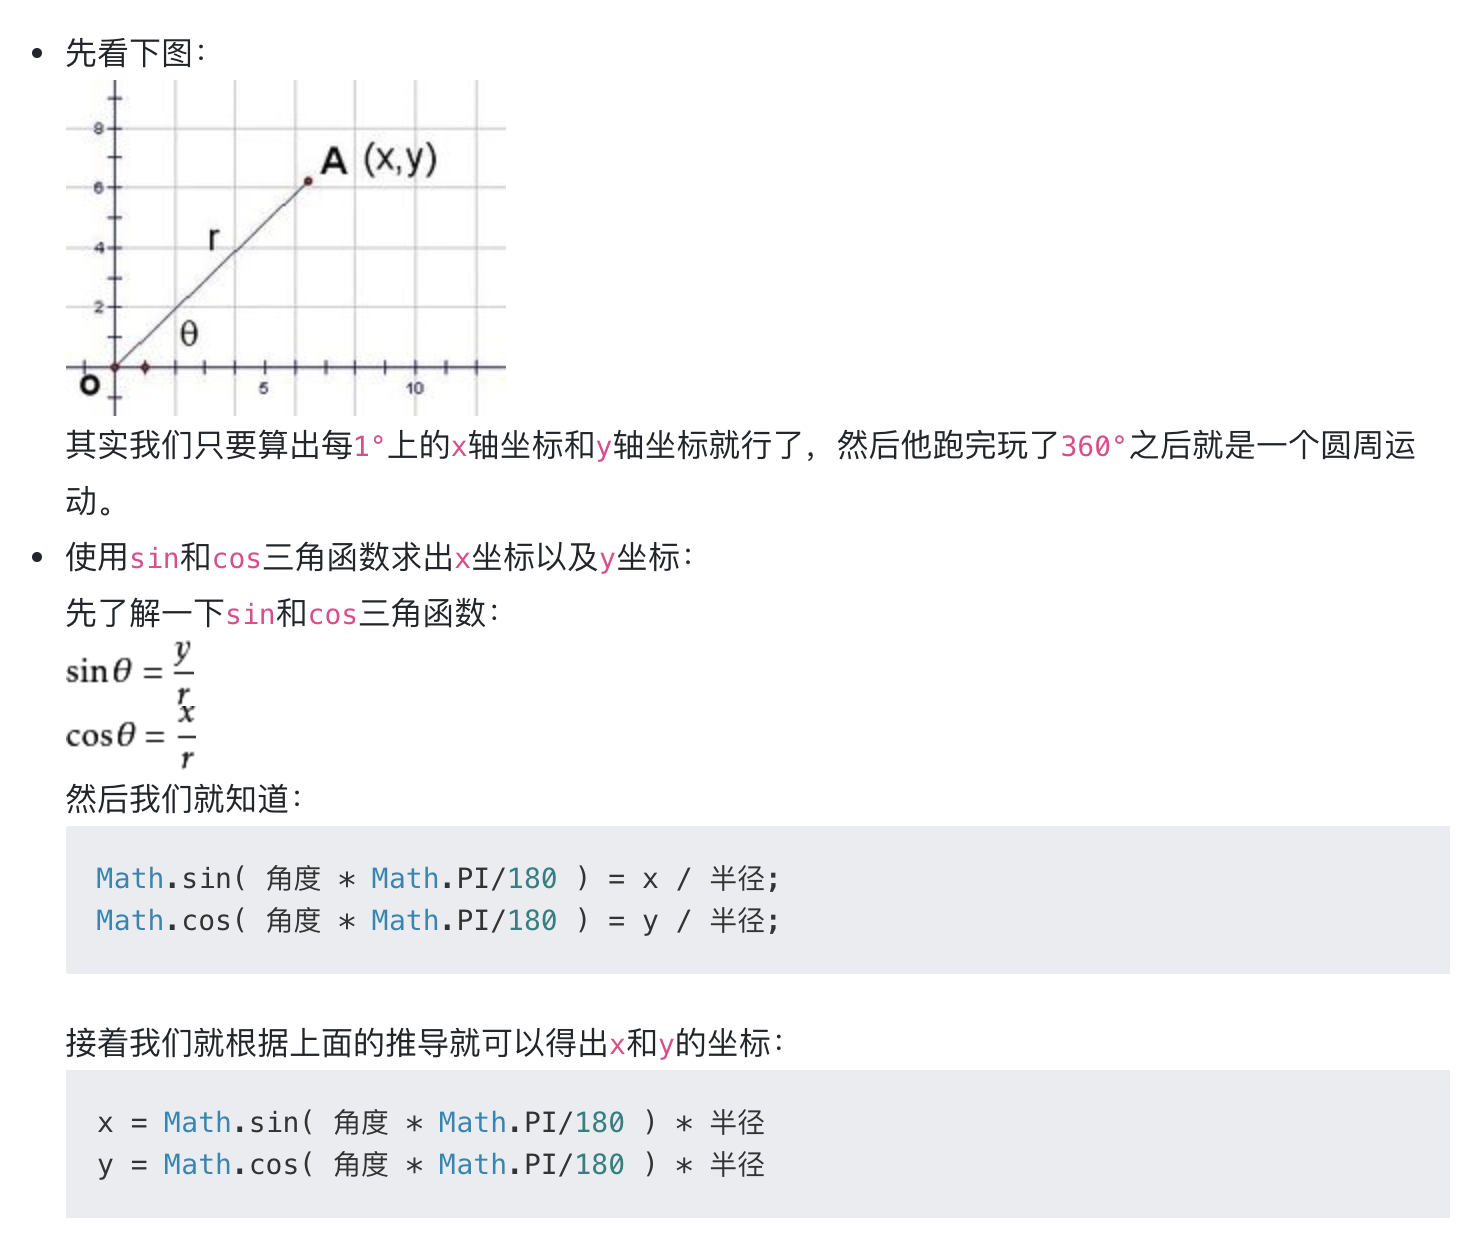 先看下图：
8
A (x,y)
6
r
4
2
θ
O
5
10
其实我们只要算出每1°上的x轴坐标和y轴坐标就行了，然后他跑完玩了360°之后就是一个圆周运
动。
使用sin和cos三角函数求出x坐标以及y坐标：
先了解一下sin和cos三角函数：
sinθ = y/r
cosθ = x/r
然后我们就知道：
Math.sin( 角度 * Math.PI/180 ) = x / 半径;
Math.cos( 角度 * Math.PI/180 ) = y / 半径;
接着我们就根据上面的推导就可以得出x和y的坐标：
x = Math.sin( 角度 * Math.PI/180 ) * 半径
y = Math.cos( 角度 * Math.PI/180 ) * 半径